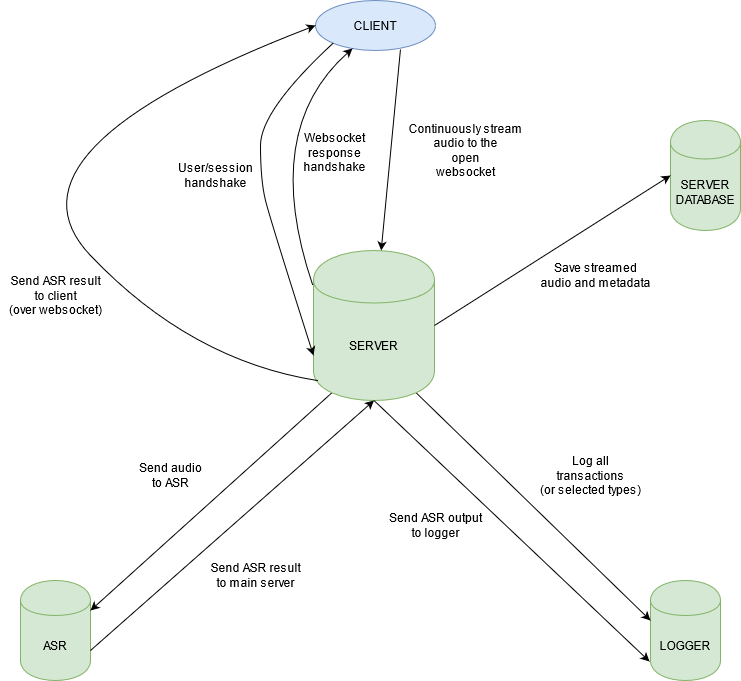 CLIENT
Websocket
response
handshake
Continuously stream
audio to the
open
websocket
User/session
handshake
SERVER
DATABASE
Send ASR result
to client
(over websocket)
Save streamed
audio and metadata
SERVER
Send audio
to ASR
Log all
transactions
(or selected types)
Send ASR output
to logger
Send ASR result
to main server
ASR
LOGGER